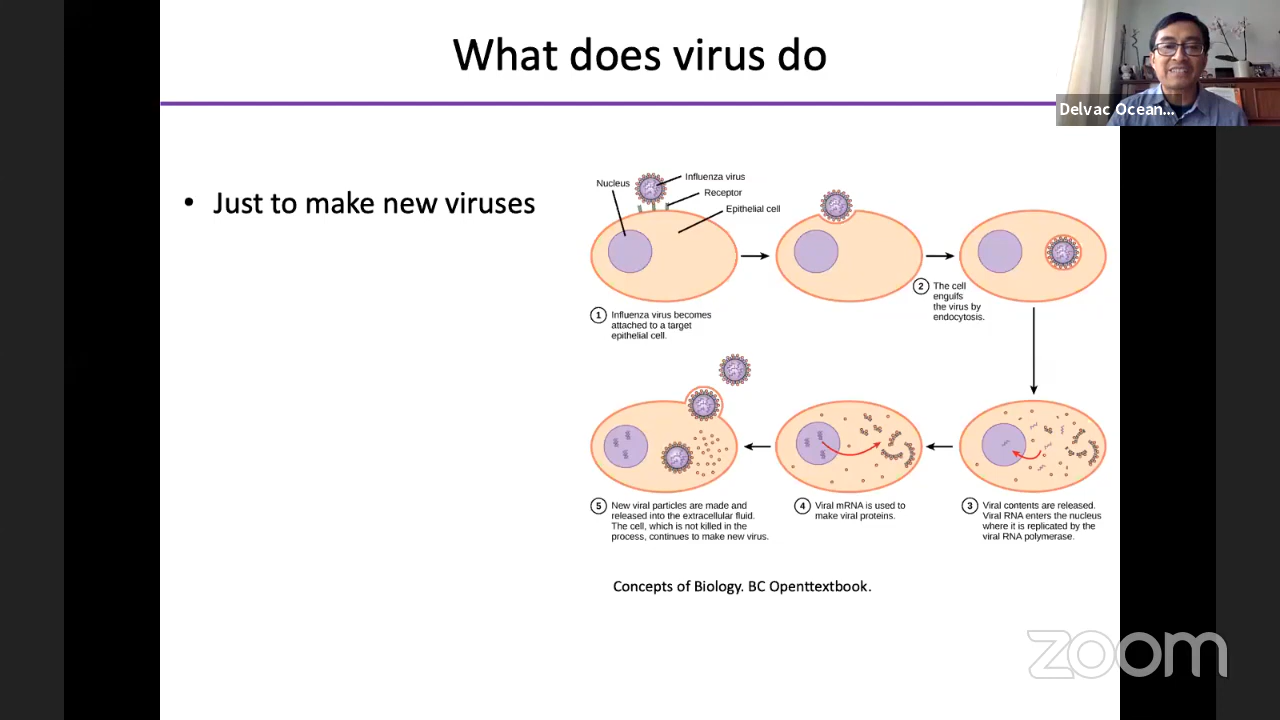 What does virus do
Delvac Ocean...
• Just to make new viruses
Nucleus
Influenza virus
Receptor
Epithelial cell
1 Influenza virus becomes
attached to a target
epithelial cell.
2 The cell
engulfs
the virus by
endocytosis.
5 New viral particles are made and
released into the extracellular fluid.
The cell, which is not killed in the
process, continues to make new virus.
4 Viral mRNA is used to
make viral proteins.
3 Viral contents are released.
Viral RNA enters the nucleus
where it is replicated by the
viral RNA polymerase.
Concepts of Biology. BC Openttextbook.
zoom